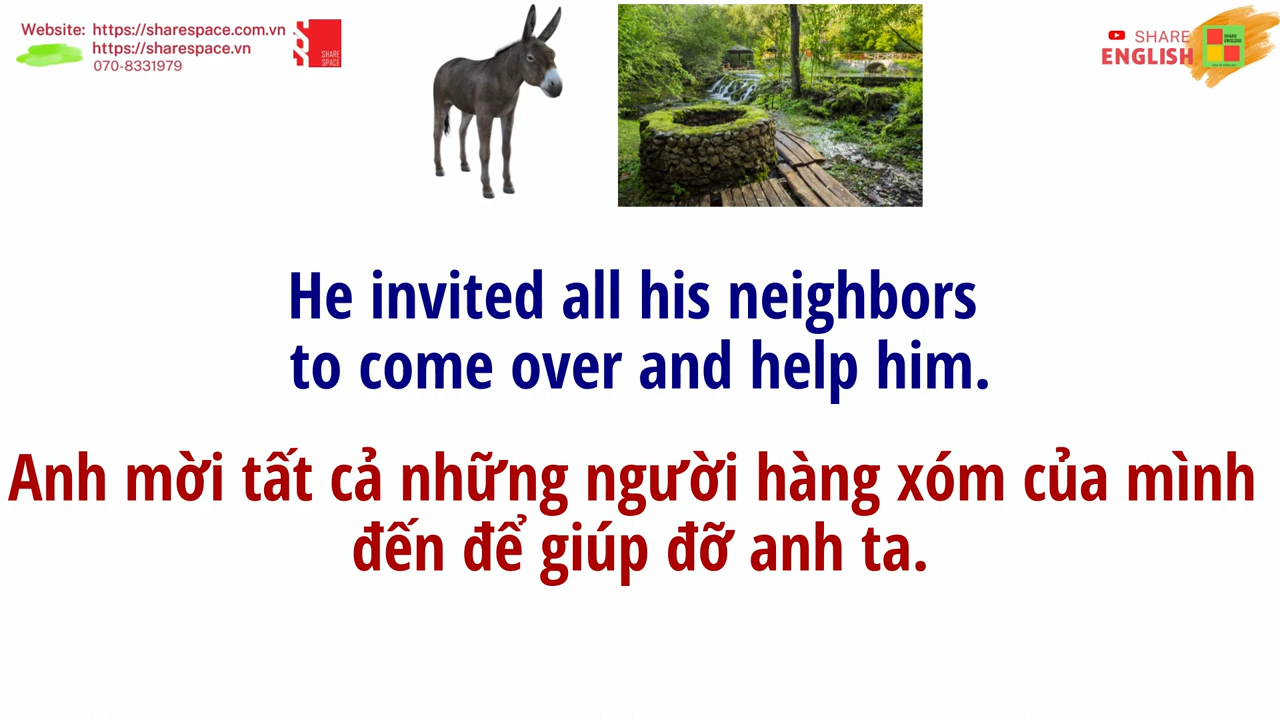 Website: https://sharespace.com.vn
https://sharespace.vn
070-8331979
SHARE
SPACE
SHARE
ENGLISH
He invited all his neighbors
to come over and help him.
Anh mời tất cả những người hàng xóm của mình
đến để giúp đỡ anh ta.